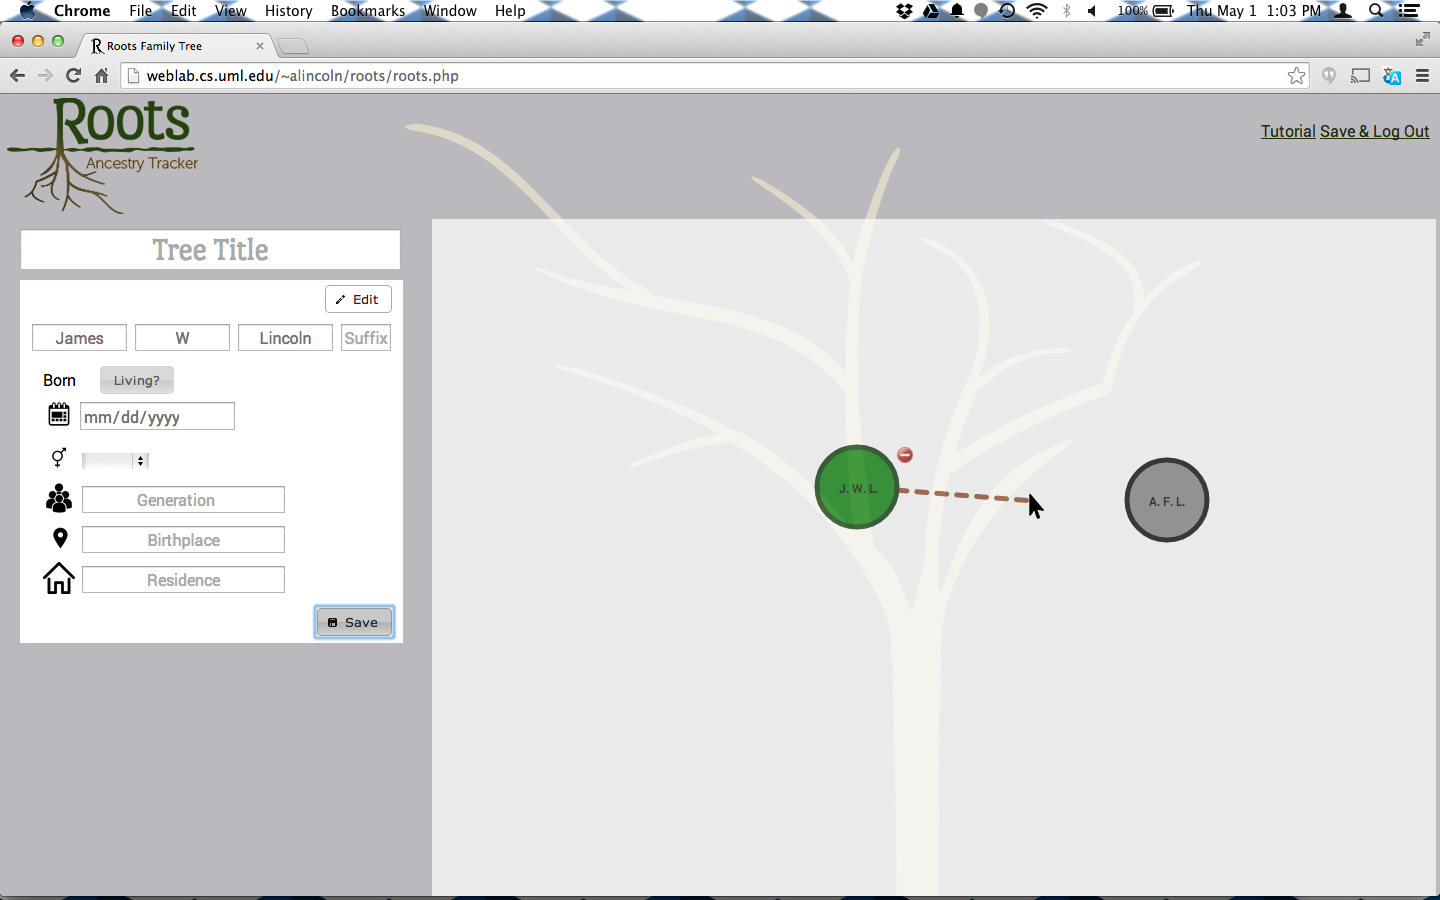 Chrome File Edit View History Bookmarks Window Help 100% Thu May 1 1:03 PM
Roots Family Tree
weblab.cs.uml.edu/~alincoln/roots/roots.php
Roots
Ancestry Tracker
Tutorial Save & Log Out
Tree Title
Edit
James W Lincoln Suffix
Born Living?
mm/dd/yyyy
Generation
Birthplace
Residence
Save
J. W. L.
A. F. L.